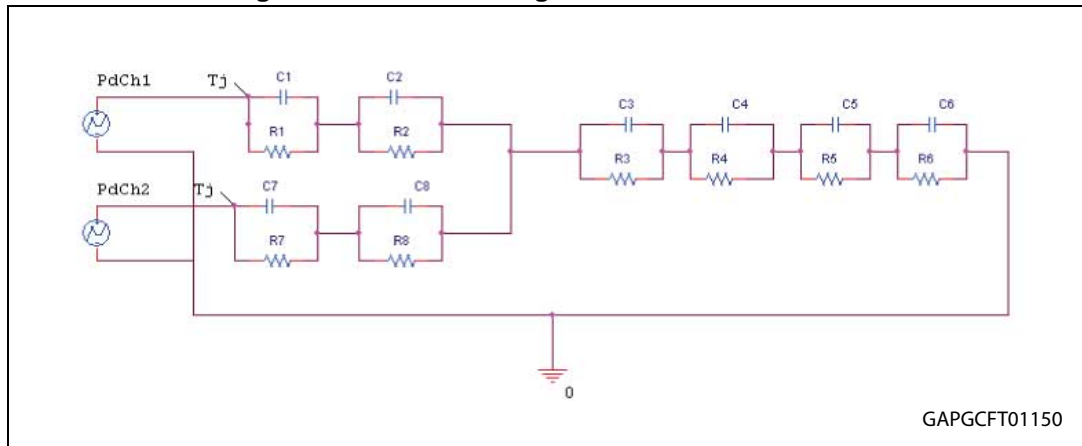 PdCh1
Tj
C1
C2
R1
R2
C3
C4
C5
C6
R3
R4
R5
R6
PdCh2
Tj
C7
C8
R7
R8
0
GAPGCFT01150